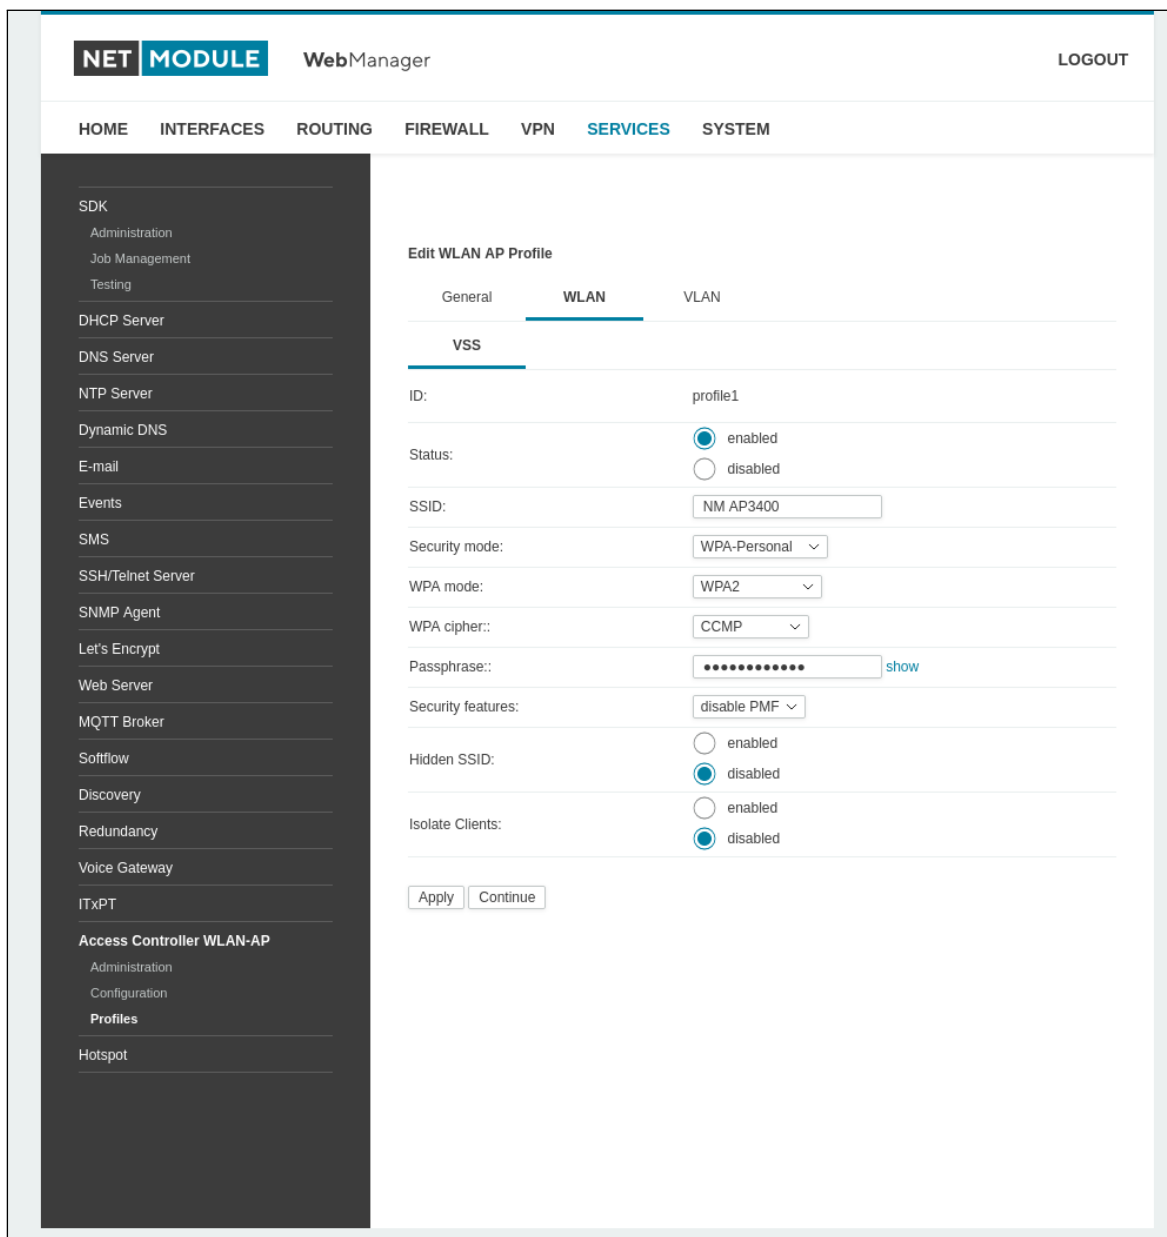 NET MODULE WebManager LOGOUT
HOME INTERFACES ROUTING FIREWALL VPN SERVICES SYSTEM
SDK
Administration
Job Management
Testing
DHCP Server
DNS Server
NTP Server
Dynamic DNS
E-mail
Events
SMS
SSH/Telnet Server
SNMP Agent
Let's Encrypt
Web Server
MQTT Broker
Softflow
Discovery
Redundancy
Voice Gateway
ITxPT
Access Controller WLAN-AP
Administration
Configuration
Profiles
Hotspot
Edit WLAN AP Profile
General WLAN VLAN
VSS
ID: profile1
Status: enabled
disabled
SSID: NM AP3400
Security mode: WPA-Personal
WPA mode: WPA2
WPA cipher:: CCMP
Passphrase:: •••••••••••• show
Security features: disable PMF
Hidden SSID: enabled
disabled
Isolate Clients: enabled
disabled
Apply Continue